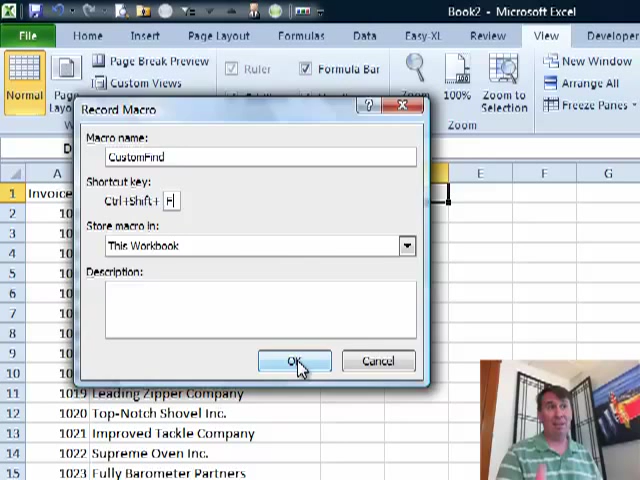 Book2 - Microsoft Excel
File Home Insert Page Layout Formulas Data Easy-XL Review View Developer
Normal
Page Break Preview
Custom Views
Ruler
Formula Bar
100%
Zoom to
Selection
Zoom
New Window
Arrange All
Freeze Panes
Record Macro
Macro name:
CustomFind
Shortcut key:
Ctrl+Shift+ F
Store macro in:
This Workbook
Description:
OK Cancel
A E F G
1 Invoice
2
3
4
5
6
7
8
9
10
11 1019 Leading Zipper Company
12 1020 Top-Notch Shovel Inc.
13 1021 Improved Tackle Company
14 1022 Supreme Oven Inc.
15 1023 Fully Barometer Partners